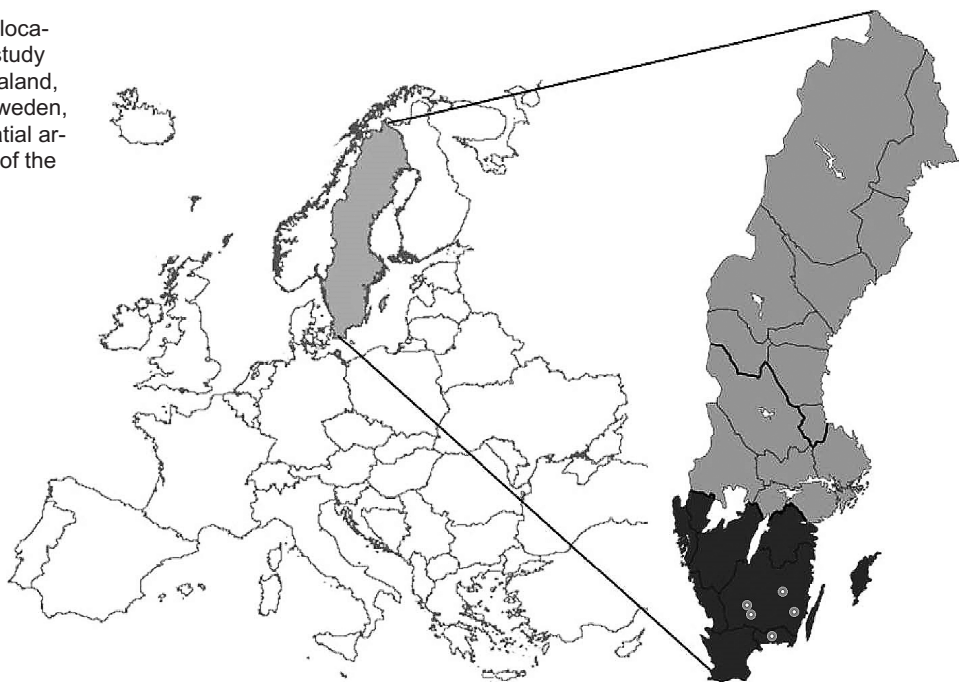 loca-
study
aland,
weden,
tial ar-
of the